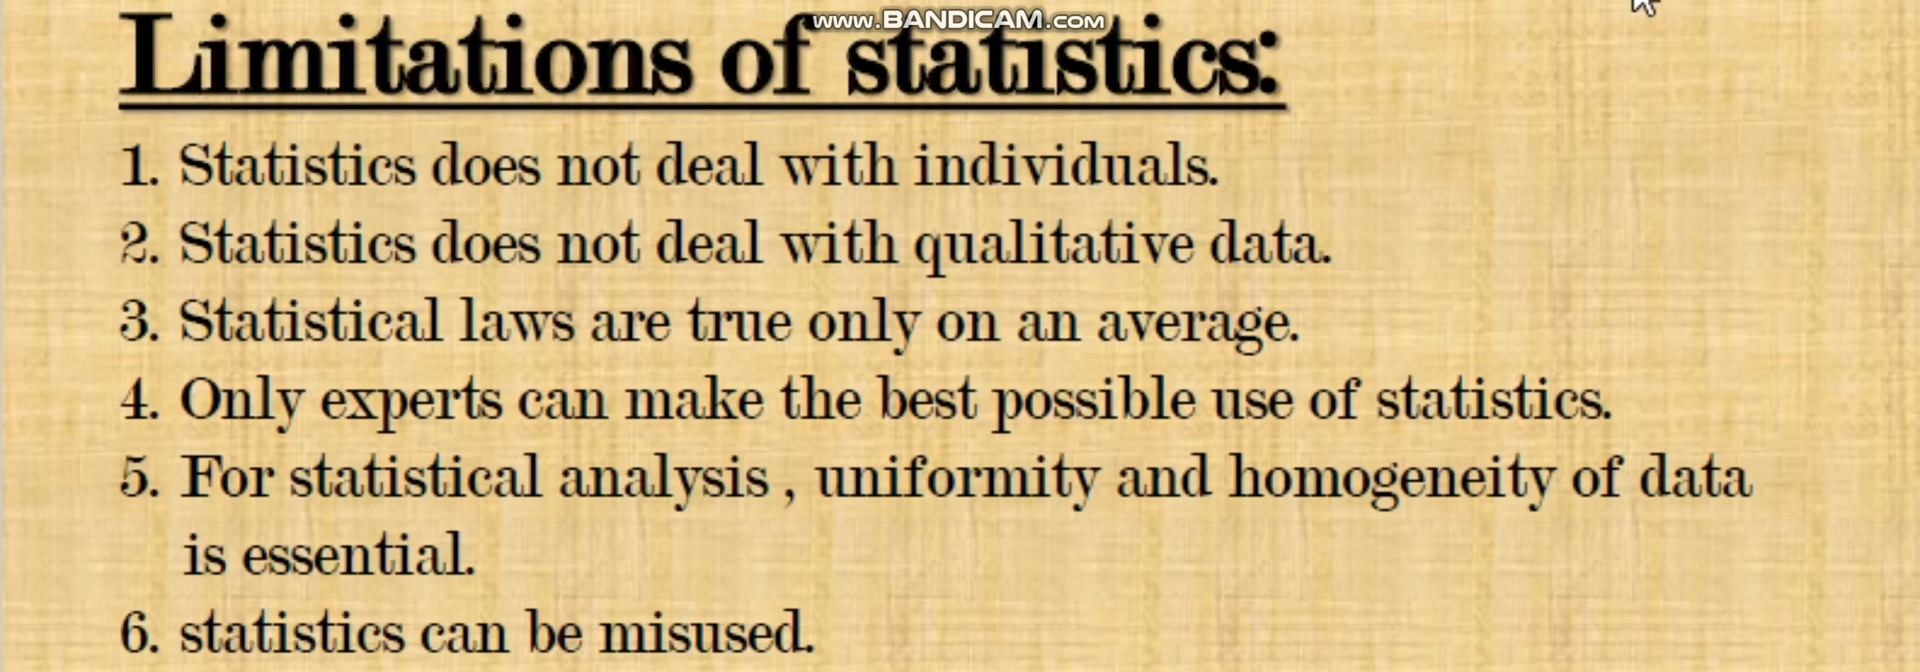 www.BANDICAM.com
Limitations of statistics:
1. Statistics does not deal with individuals.
2. Statistics does not deal with qualitative data.
3. Statistical laws are true only on an average.
4. Only experts can make the best possible use of statistics.
5. For statistical analysis , uniformity and homogeneity of data
is essential.
6. statistics can be misused.